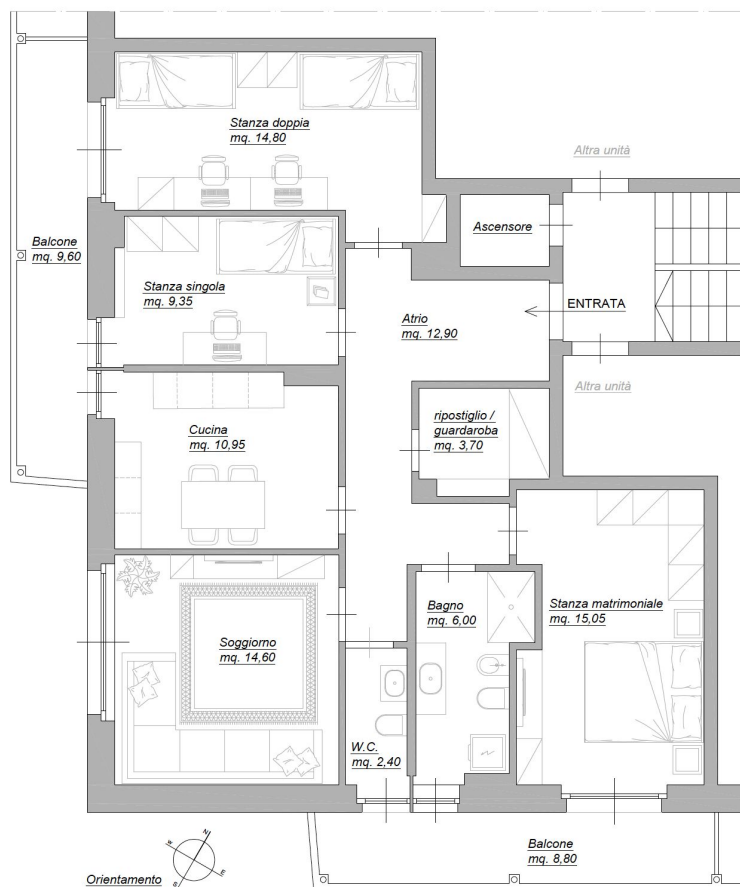 Stanza doppia
mq. 14,80
Altra unità
Ascensore
Balcone
mq. 9,60
Stanza singola
mq. 9,35
ENTRATA
Atrio
mq. 12,90
Altra unità
ripostiglio /
guardaroba
mq. 3,70
Cucina
mq. 10,95
Bagno
mq. 6,00
Stanza matrimoniale
mq. 15,05
Soggiorno
mq. 14,60
W.C.
mq. 2,40
Balcone
mq. 8,80
Orientamento
N
W
E
S